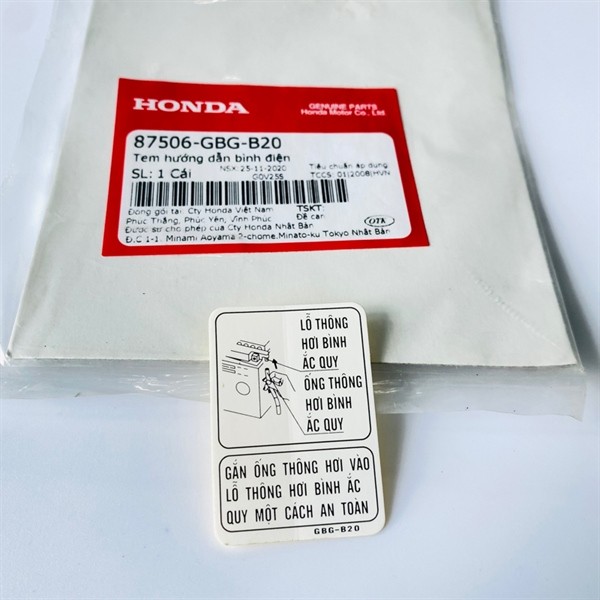 HONDA
GENUINE PARTS
Honda Motor Co., Ltd
87506-GBG-B20
Tem hướng dẫn bình điện
NSX: 25-11-2020
Tiêu chuẩn áp dụng
SL: 1 Cái
GDV25S
TCCS: 01|2008|HVN
Đóng gói tại: Cty Honda Việt Nam
TSKT:
Phúc Thắng, Phúc Yên, Vĩnh Phúc
Đề can
OTK
Được sự cho phép của Cty Honda Nhật Bản
Đ.C 1-1, Minami Aoyama 2-chome,Minato-ku Tokyo Nhật Bản
LỖ THÔNG
HƠI BÌNH
ẮC QUY
ỐNG THÔNG
HƠI BÌNH
ẮC QUY
GẮN ỐNG THÔNG HƠI VÀO
LỖ THÔNG HƠI BÌNH ẮC
QUY MỘT CÁCH AN TOÀN
GBG-B20